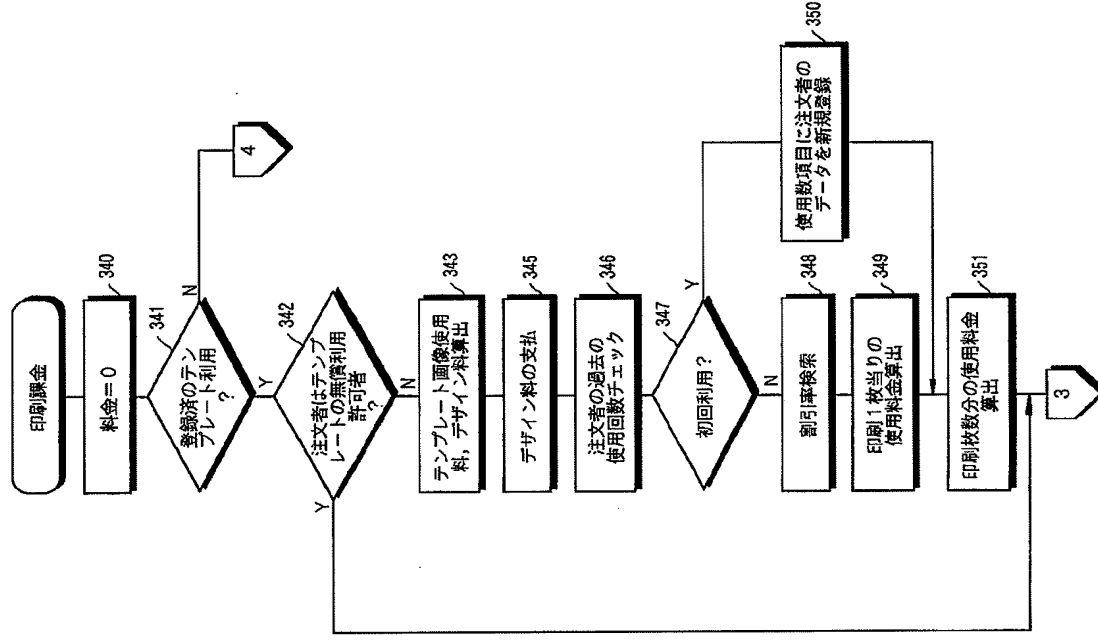 印刷課金
340
料金=0
341
登録済のテン
プレート利用
?
N
4
Y
342
注文者はテンプ
レートの無償利用
許可者
?
Y
N
343
テンプレート画像使用
料，デザイン料算出
345
デザイン料の支払
346
注文者の過去の
使用回数チェック
347
初回利用?
Y
350
使用数項目に注文者の
データを新規登録
N
348
割引率検索
349
印刷1枚当りの
使用料金算出
351
印刷枚数分の使用料金
算出
3